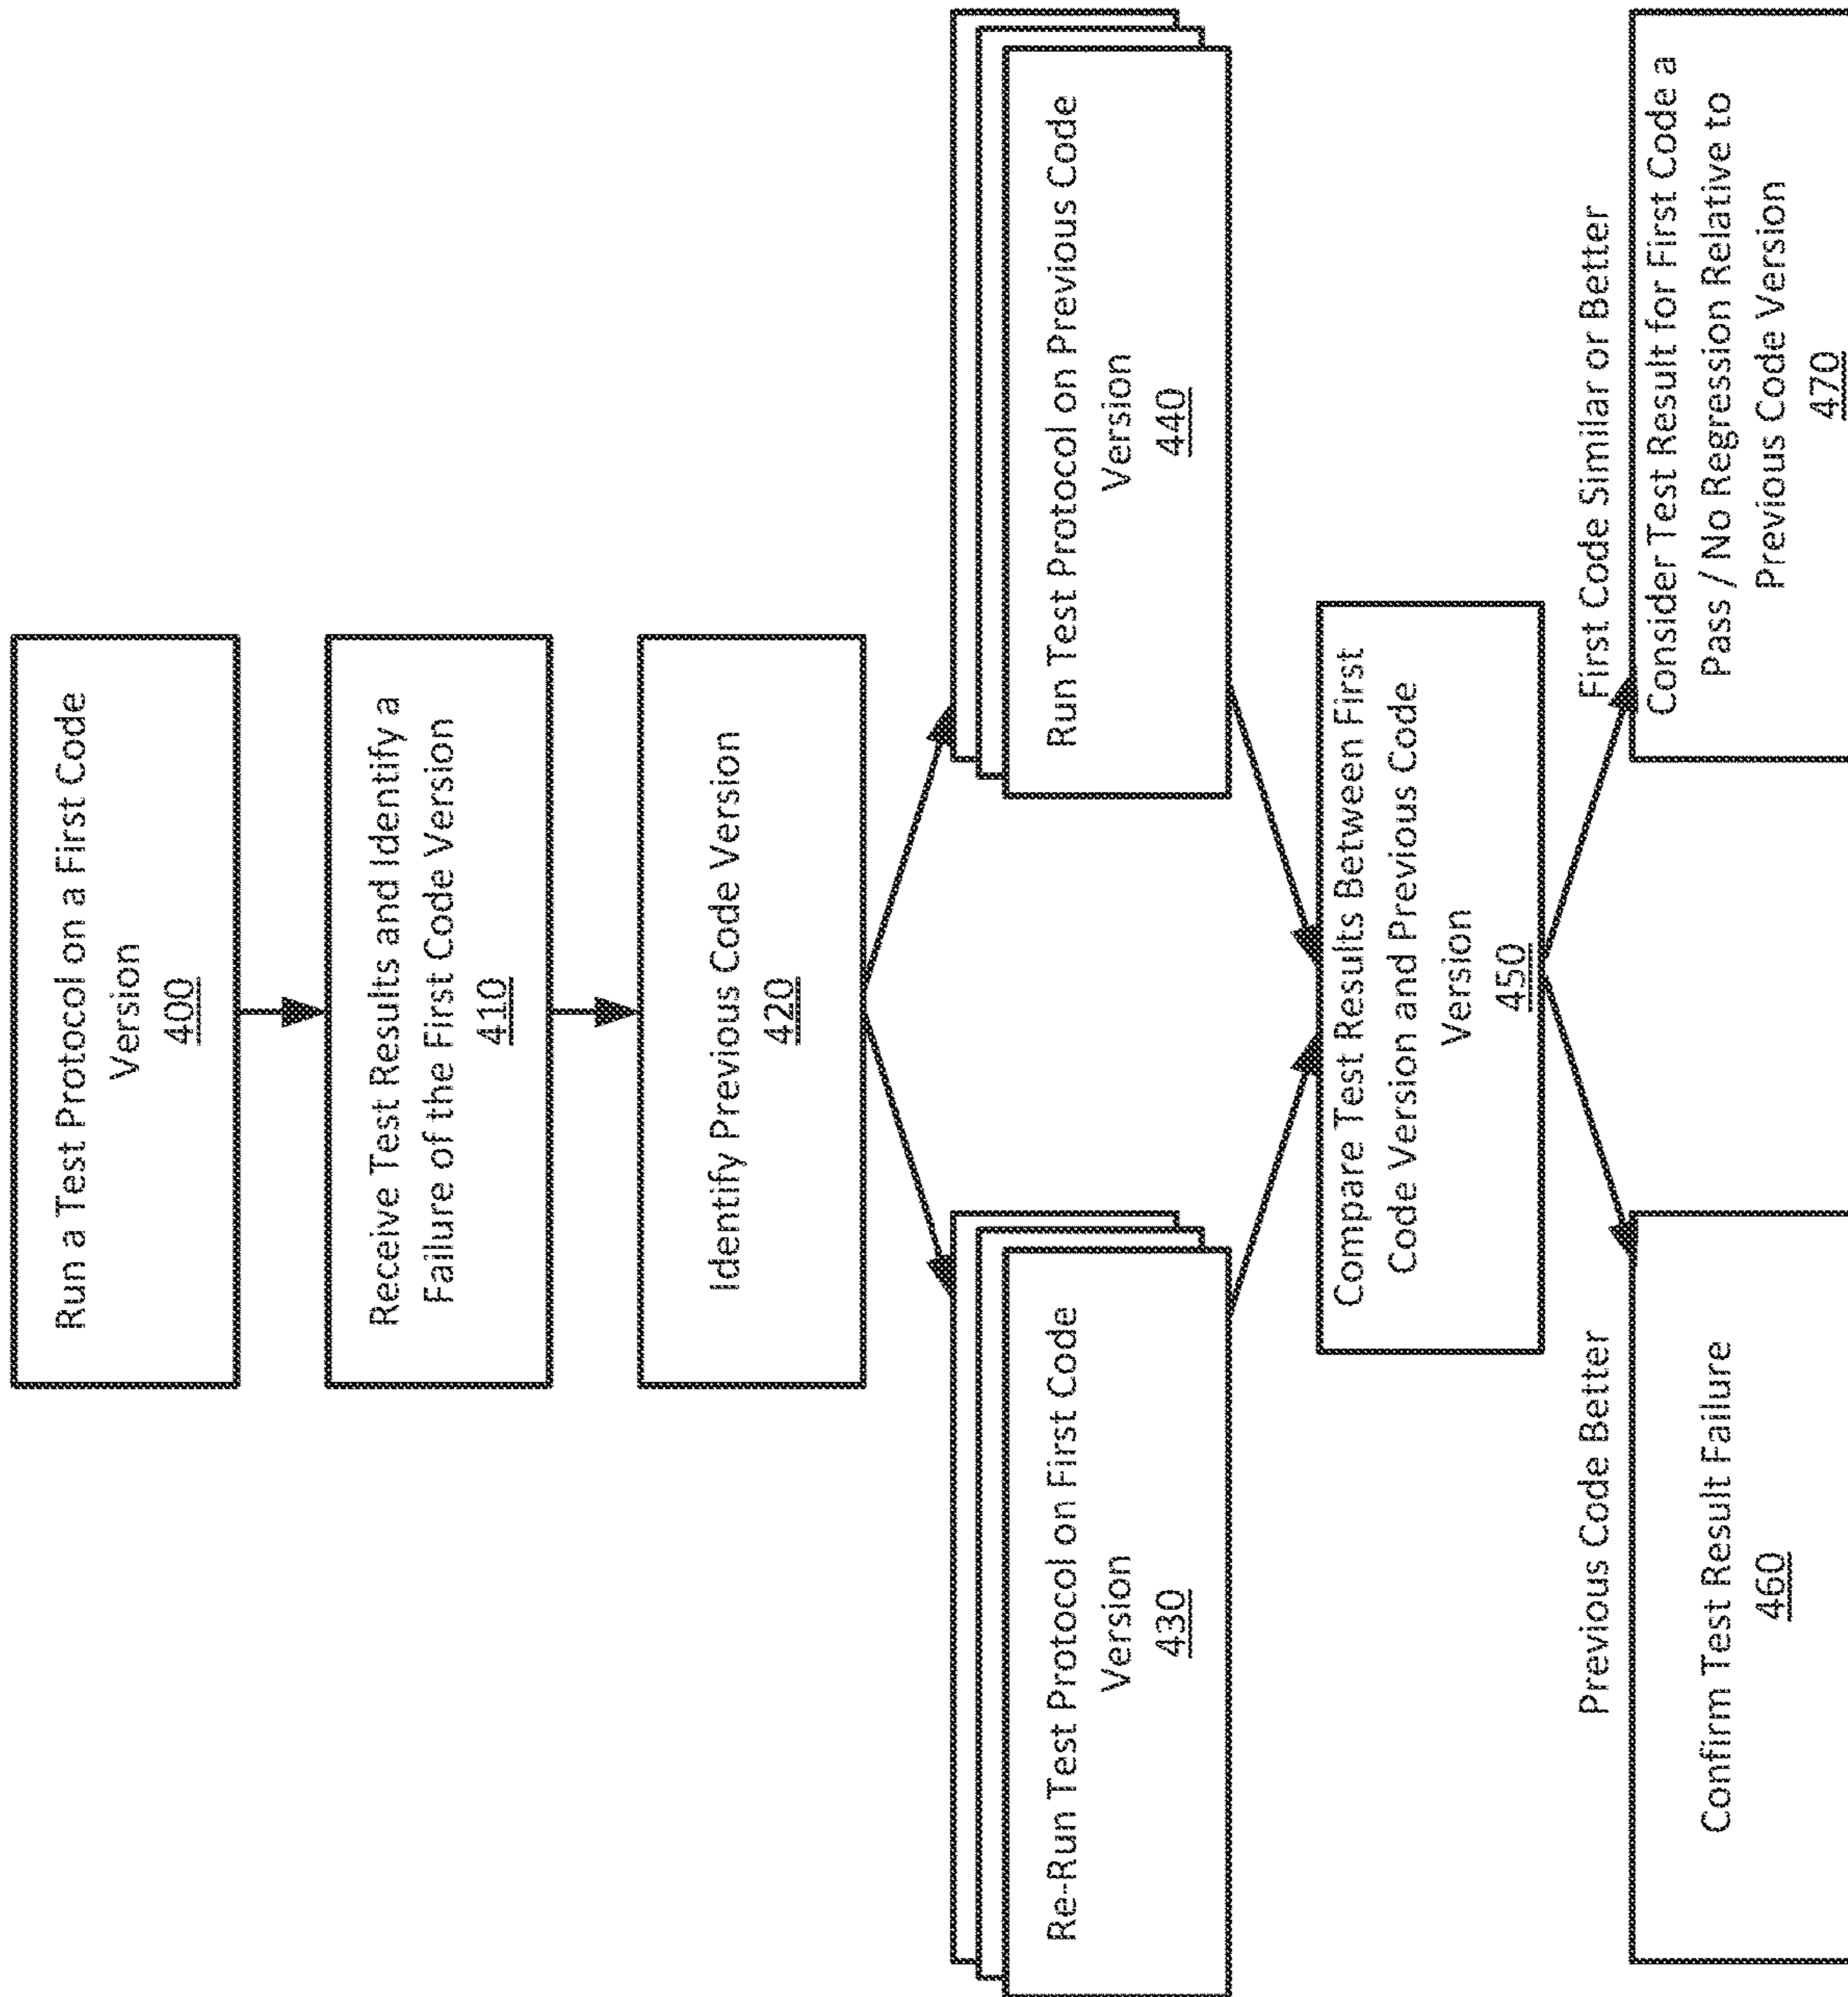 Run a Test Protocol on a First Code
Version
400
Receive Test Results and Identify a
Failure of the First Code Version
410
Identify Previous Code Version
420
Re-Run Test Protocol on First Code
Version
430
Run Test Protocol on Previous Code
Version
440
Compare Test Results Between First
Code Version and Previous Code
Version
450
Previous Code Better
Confirm Test Result Failure
460
First Code Similar or Better
Consider Test Result for First Code a
Pass / No Regression Relative to
Previous Code Version
470